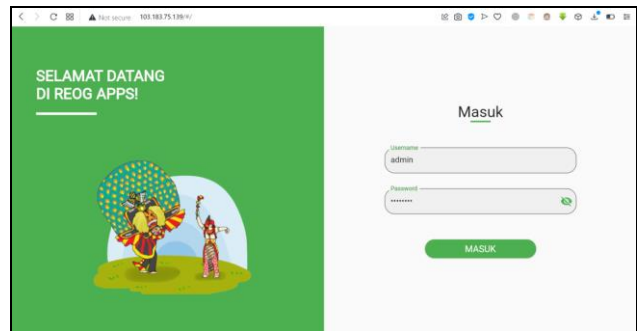 Not secure 103.183.75.139/#/
SELAMAT DATANG
DI REOG APPS!
Masuk
Username
admin
Password
MASUK